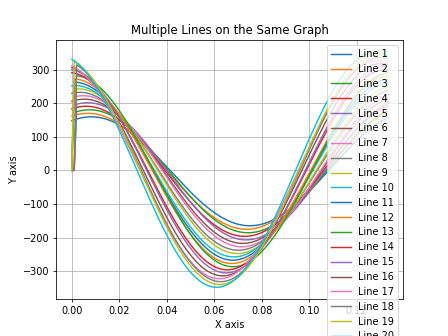 Multiple Lines on the Same Graph
Y axis
300
200
100
0
−100
−200
−300
0.00
0.02
0.04
0.06
0.08
0.10
X axis
Line 1
Line 2
Line 3
Line 4
Line 5
Line 6
Line 7
Line 8
Line 9
Line 10
Line 11
Line 12
Line 13
Line 14
Line 15
Line 16
Line 17
Line 18
Line 19
Line 20